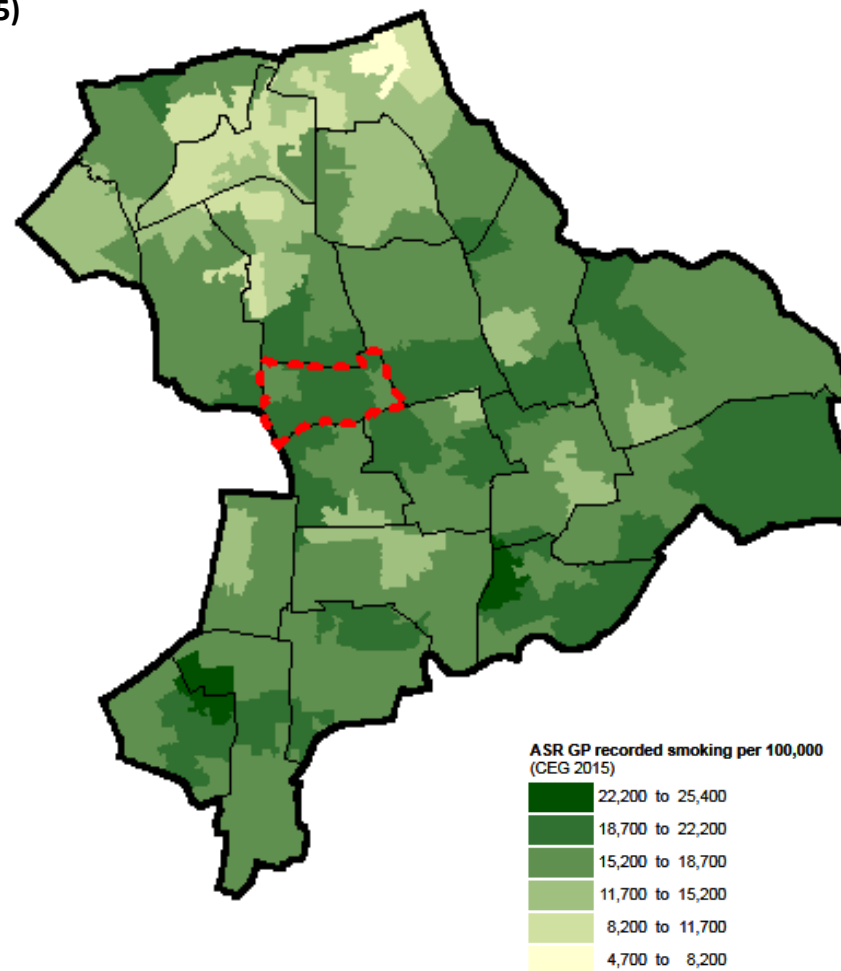 5)
ASR GP recorded smoking per 100,000
(CEG 2015)
22,200 to 25,400
18,700 to 22,200
15,200 to 18,700
11,700 to 15,200
8,200 to 11,700
4,700 to 8,200